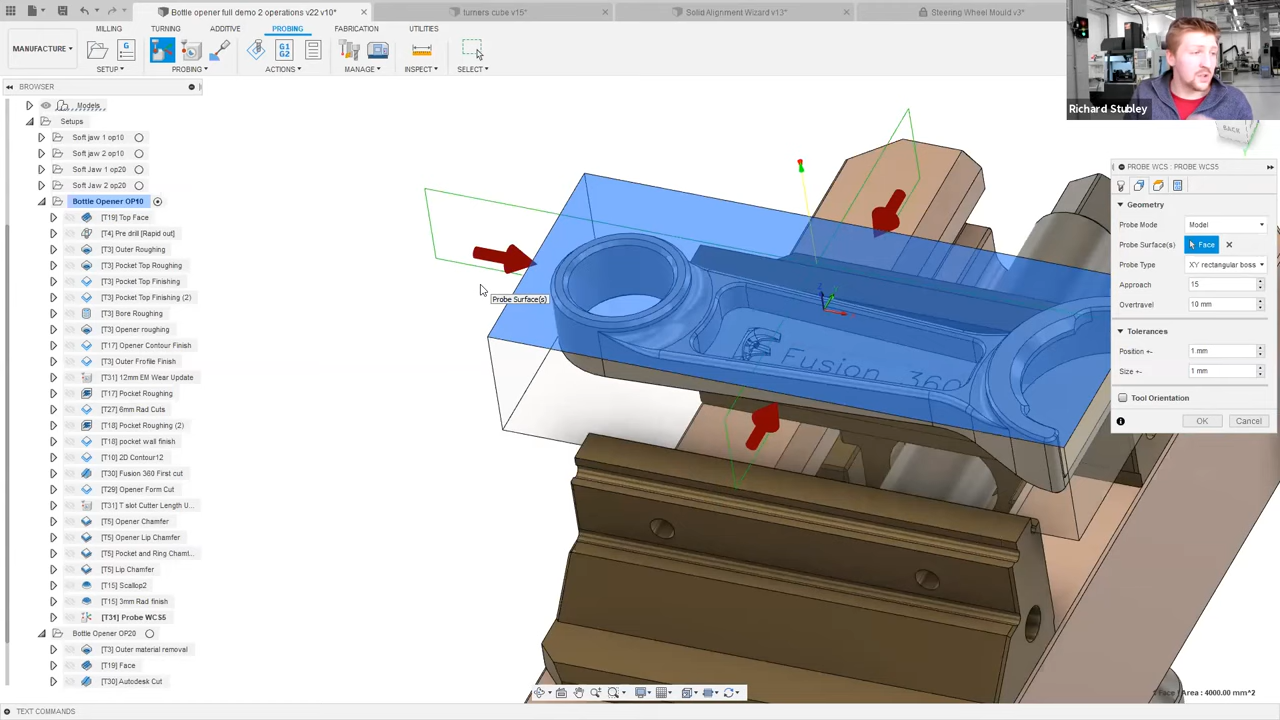 Bottle opener full demo 2 operations v22 v10*
turners cube v15*
Solid Alignment Wizard v13*
Steering Wheel Mould v3*
MILLING TURNING ADDITIVE PROBING FABRICATION UTILITIES
MANUFACTURE
SETUP PROBING ACTIONS MANAGE INSPECT SELECT
G1
G2
Richard Stubley
BROWSER
Models
Setups
Soft jaw 1 op10
Soft jaw 2 op10
Soft Jaw 1 op20
Soft Jaw 2 op20
Bottle Opener OP10
[T19] Top Face
[T4] Pre drill [Rapid out]
[T3] Outer Roughing
[T3] Pocket Top Roughing
[T3] Pocket Top Finishing
[T3] Pocket Top Finishing (2)
[T3] Bore Roughing
[T3] Opener roughing
[T17] Opener Contour Finish
[T3] Outer Frofile Finish
[T31] 12mm EM Wear Update
[T17] Pocket Roughing
[T27] 6mm Rad Cuts
[T18] Pocket Roughing (2)
[T18] pocket wall finish
[T10] 2D Contour12
[T30] Fusion 360 First cut
[T29] Opener Form Cut
[T31] T slot Cutter Length U...
[T5] Opener Chamfer
[T5] Opener Lip Chamfer
[T5] Pocket and Ring Chamf...
[T5] Lip Chamfer
[T15] Scallop2
[T15] 3mm Rad finish
[T31] Probe WCS5
Bottle Opener OP20
[T3] Outer material removal
[T19] Face
[T30] Autodesk Cut
TEXT COMMANDS
Probe Surface(s)
Fusion 360
BACK
PROBE WCS : PROBE WCS5
Geometry
Probe Mode Model
Probe Surface(s) Face
Probe Type XY rectangular boss
Approach 15
Overtravel 10 mm
Tolerances
Position +- 1 mm
Size +- 1 mm
Tool Orientation
OK Cancel
1 Face | Area : 4000.00 mm^2